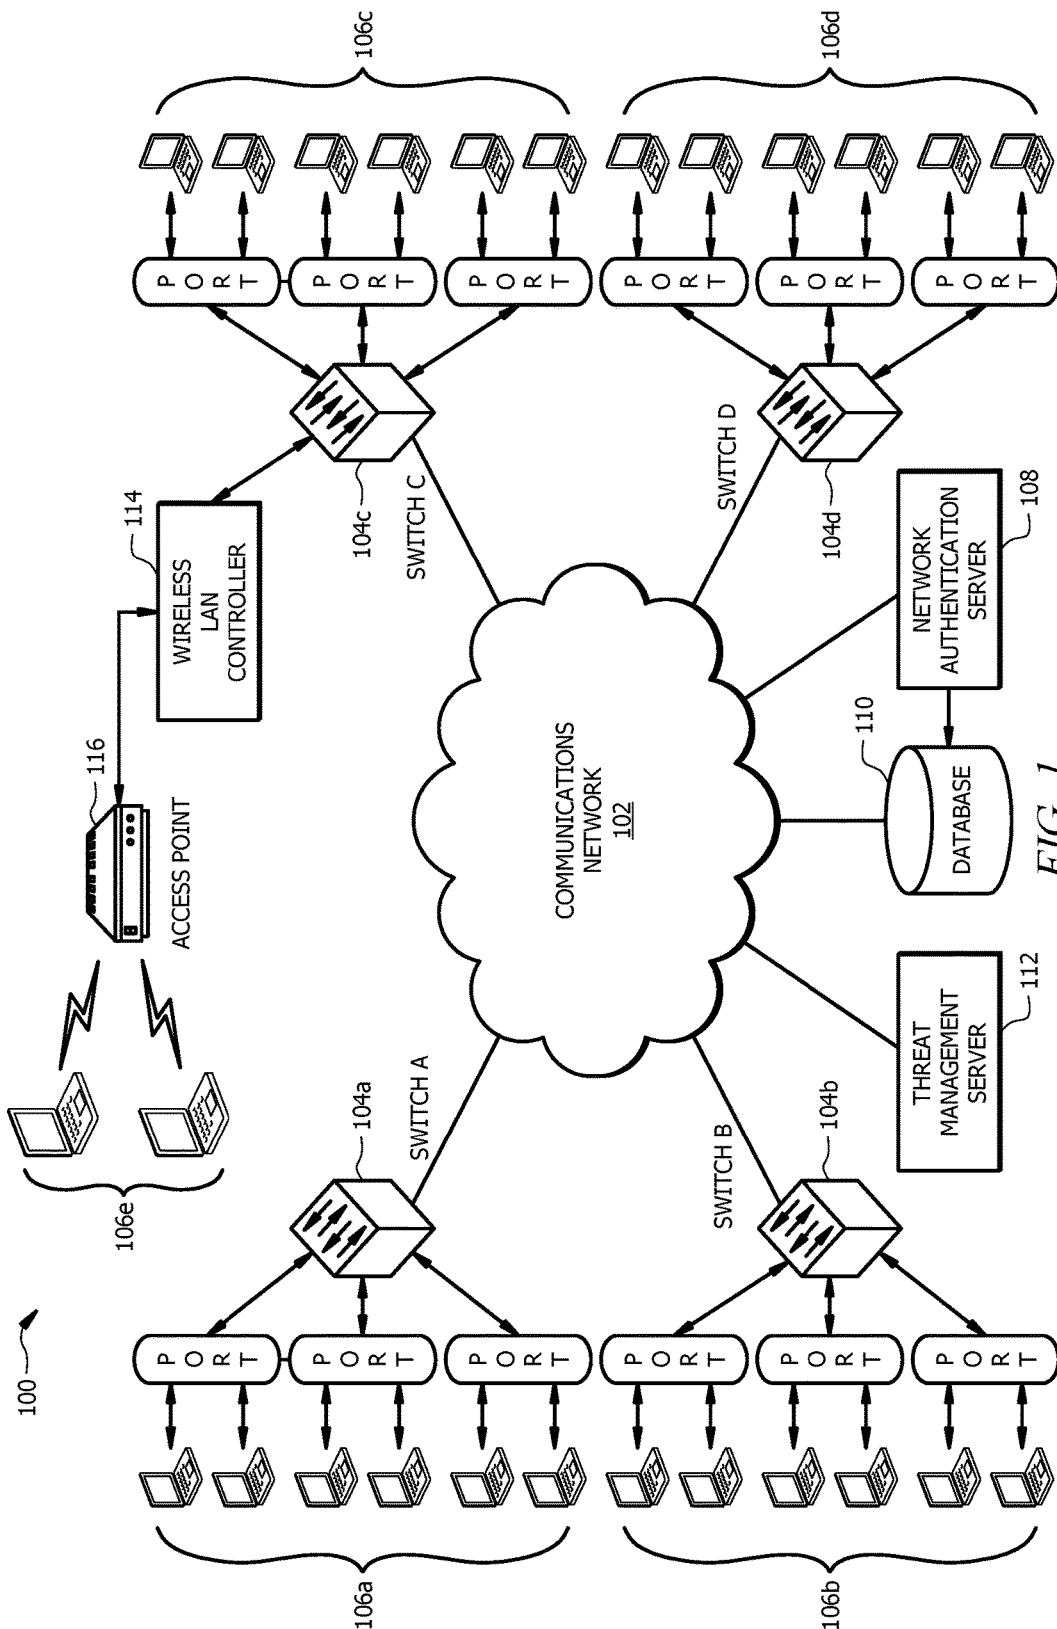 100
106e
116
ACCESS POINT
114
WIRELESS
LAN
CONTROLLER
106a
PORT
PORT
PORT
104a
SWITCH A
104c
SWITCH C
PORT
PORT
PORT
106c
COMMUNICATIONS
NETWORK
102
106b
PORT
PORT
PORT
SWITCH B
104b
SWITCH D
104d
PORT
PORT
PORT
106d
THREAT
MANAGEMENT
SERVER
112
110
DATABASE
NETWORK
AUTHENTICATION
SERVER
108
FIG. 1